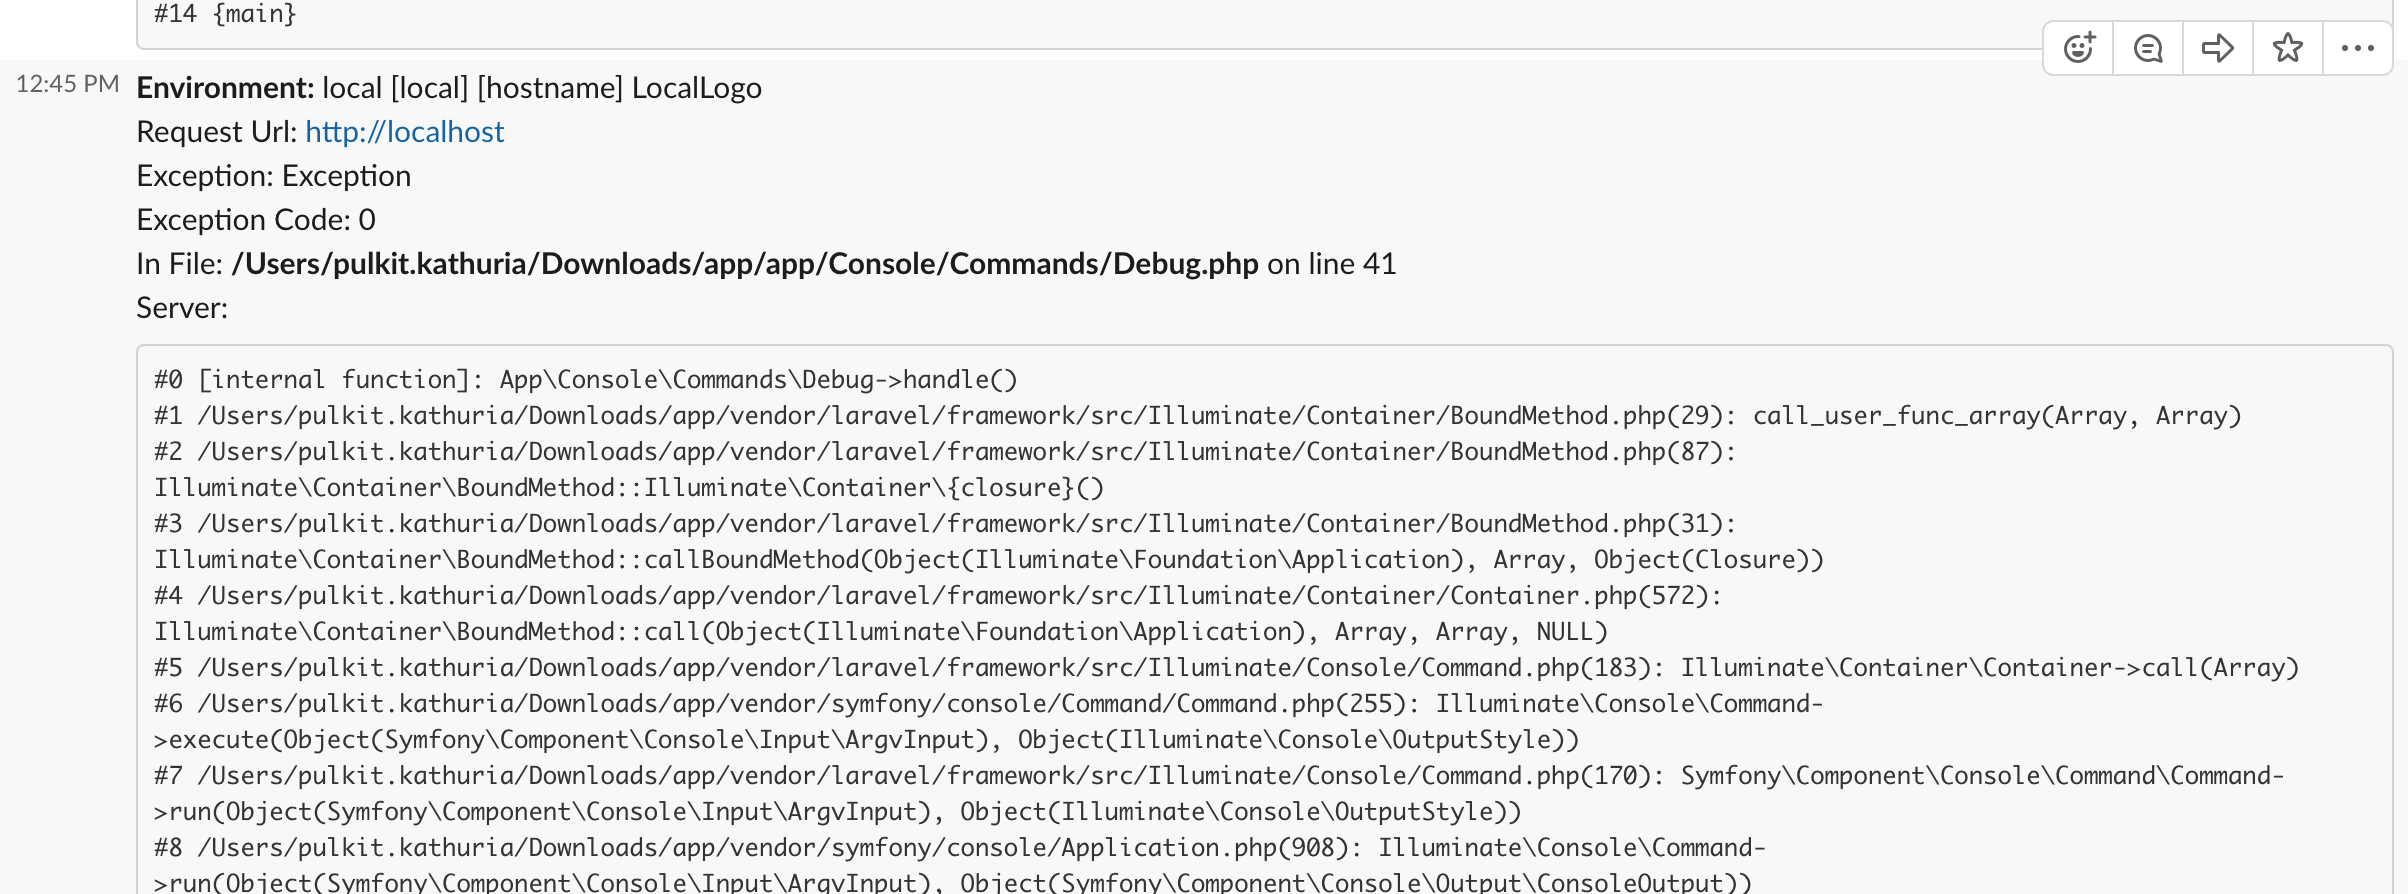 #14 {main}
12:45 PM Environment: local [local] [hostname] LocalLogo
Request Url: http://localhost
Exception: Exception
Exception Code: 0
In File: /Users/pulkit.kathuria/Downloads/app/app/Console/Commands/Debug.php on line 41
Server:
#0 [internal function]: App\Console\Commands\Debug->handle()
#1 /Users/pulkit.kathuria/Downloads/app/vendor/laravel/framework/src/Illuminate/Container/BoundMethod.php(29): call_user_func_array(Array, Array)
#2 /Users/pulkit.kathuria/Downloads/app/vendor/laravel/framework/src/Illuminate/Container/BoundMethod.php(87):
Illuminate\Container\BoundMethod::Illuminate\Container\{closure}()
#3 /Users/pulkit.kathuria/Downloads/app/vendor/laravel/framework/src/Illuminate/Container/BoundMethod.php(31):
Illuminate\Container\BoundMethod::callBoundMethod(Object(Illuminate\Foundation\Application), Array, Object(Closure))
#4 /Users/pulkit.kathuria/Downloads/app/vendor/laravel/framework/src/Illuminate/Container/Container.php(572):
Illuminate\Container\BoundMethod::call(Object(Illuminate\Foundation\Application), Array, Array, NULL)
#5 /Users/pulkit.kathuria/Downloads/app/vendor/laravel/framework/src/Illuminate/Console/Command.php(183): Illuminate\Container\Container->call(Array)
#6 /Users/pulkit.kathuria/Downloads/app/vendor/symfony/console/Command/Command.php(255): Illuminate\Console\Command-
>execute(Object(Symfony\Component\Console\Input\ArgvInput), Object(Illuminate\Console\OutputStyle))
#7 /Users/pulkit.kathuria/Downloads/app/vendor/laravel/framework/src/Illuminate/Console/Command.php(170): Symfony\Component\Console\Command\Command-
>run(Object(Symfony\Component\Console\Input\ArgvInput), Object(Illuminate\Console\OutputStyle))
#8 /Users/pulkit.kathuria/Downloads/app/vendor/symfony/console/Application.php(908): Illuminate\Console\Command-
>run(Object(Symfony\Component\Console\Input\ArgvInput), Object(Symfony\Component\Console\Output\ConsoleOutput))